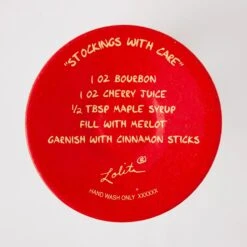 "STOCKINGS WITH CARE"
1 OZ BOURBON
1 OZ CHERRY JUICE
½ TBSP MAPLE SYRUP
FILL WITH MERLOT
GARNISH WITH CINNAMON STICKS
Lolita®
HAND WASH ONLY XXXXXX